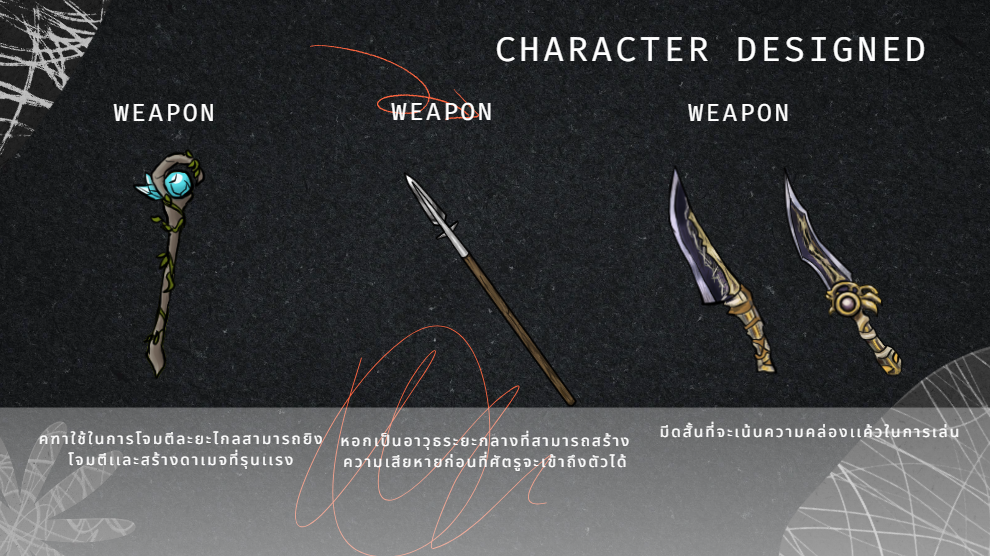 CHARACTER DESIGNED
WEAPON
WEAPON
WEAPON
คฑาใช้ในการโจมตีละยะไกลสามารถยิง
โจมตีและสร้างดาเมจที่รุนแรง
หอกเป็นอาวุธระยะกลางที่สามารถสร้าง
ความเสียหายก่อนที่ศัตรูจะเข้าถึงตัวได้
มีดสั้นที่จะเน้นความคล่องแค้วในการเล่น